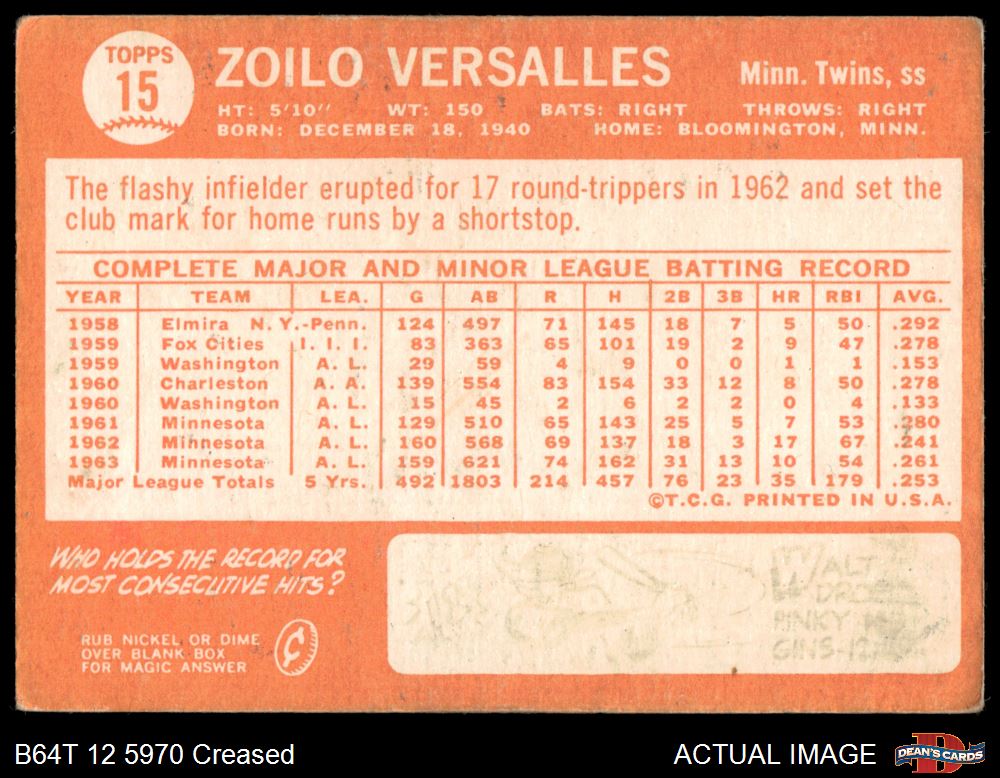 TOPPS
15
ZOILO VERSALLES
Minn. Twins, ss
HT: 5'10" WT: 150 BATS: RIGHT THROWS: RIGHT
BORN: DECEMBER 18, 1940 HOME: BLOOMINGTON, MINN.
The flashy infielder erupted for 17 round-trippers in 1962 and set the
club mark for home runs by a shortstop.
COMPLETE MAJOR AND MINOR LEAGUE BATTING RECORD
YEAR TEAM LEA. G AB R H 2B 3B HR RBI AVG.
1958 Elmira N. Y.-Penn. 124 497 71 145 18 7 5 50 .292
1959 Fox Cities I. I. I. 83 363 65 101 19 2 9 47 .278
1959 Washington A. L. 29 59 4 9 0 0 1 1 .153
1960 Charleston A. A. 139 554 83 154 33 12 8 50 .278
1960 Washington A. L. 15 45 2 6 2 2 0 4 .133
1961 Minnesota A. L. 129 510 65 143 25 5 7 53 .280
1962 Minnesota A. L. 160 568 69 137 18 3 17 67 .241
1963 Minnesota A. L. 159 621 74 162 31 13 10 54 .261
Major League Totals 5 Yrs. 492 1803 214 457 76 23 35 179 .253
©T.C.G. PRINTED IN U.S.A.
WHO HOLDS THE RECORD FOR
MOST CONSECUTIVE HITS?
RUB NICKEL OR DIME
OVER BLANK BOX
FOR MAGIC ANSWER
¢
WALT
DRO
PINKY
GINS-12
B64T 12 5970 Creased
ACTUAL IMAGE
DEAN'S CARDS